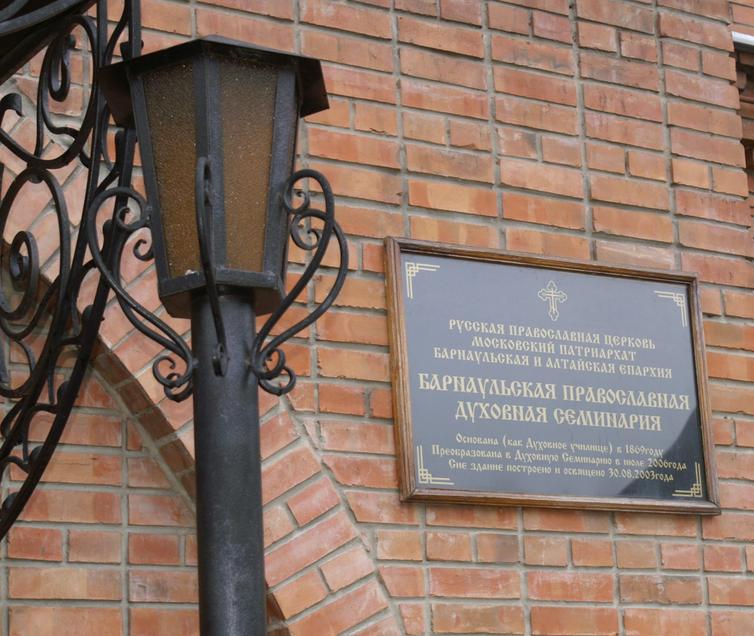 РУССКАЯ ПРАВОСЛАВНАЯ ЦЕРКОВЬ
МОСКОВСКИЙ ПАТРИАРХАТ
БАРНАУЛЬСКАЯ И АЛТАЙСКАЯ ЕПАРХИЯ
БАРНАУЛЬСКАЯ ПРАВОСЛАВНАЯ
ДУХОВНАЯ СЕМИНАРИЯ
Основана (как Духовное училище) в 1869году
Преобразована в Духовную Семинарию в июле 2006года
Сие здание построено и освящено 30.08.2003года